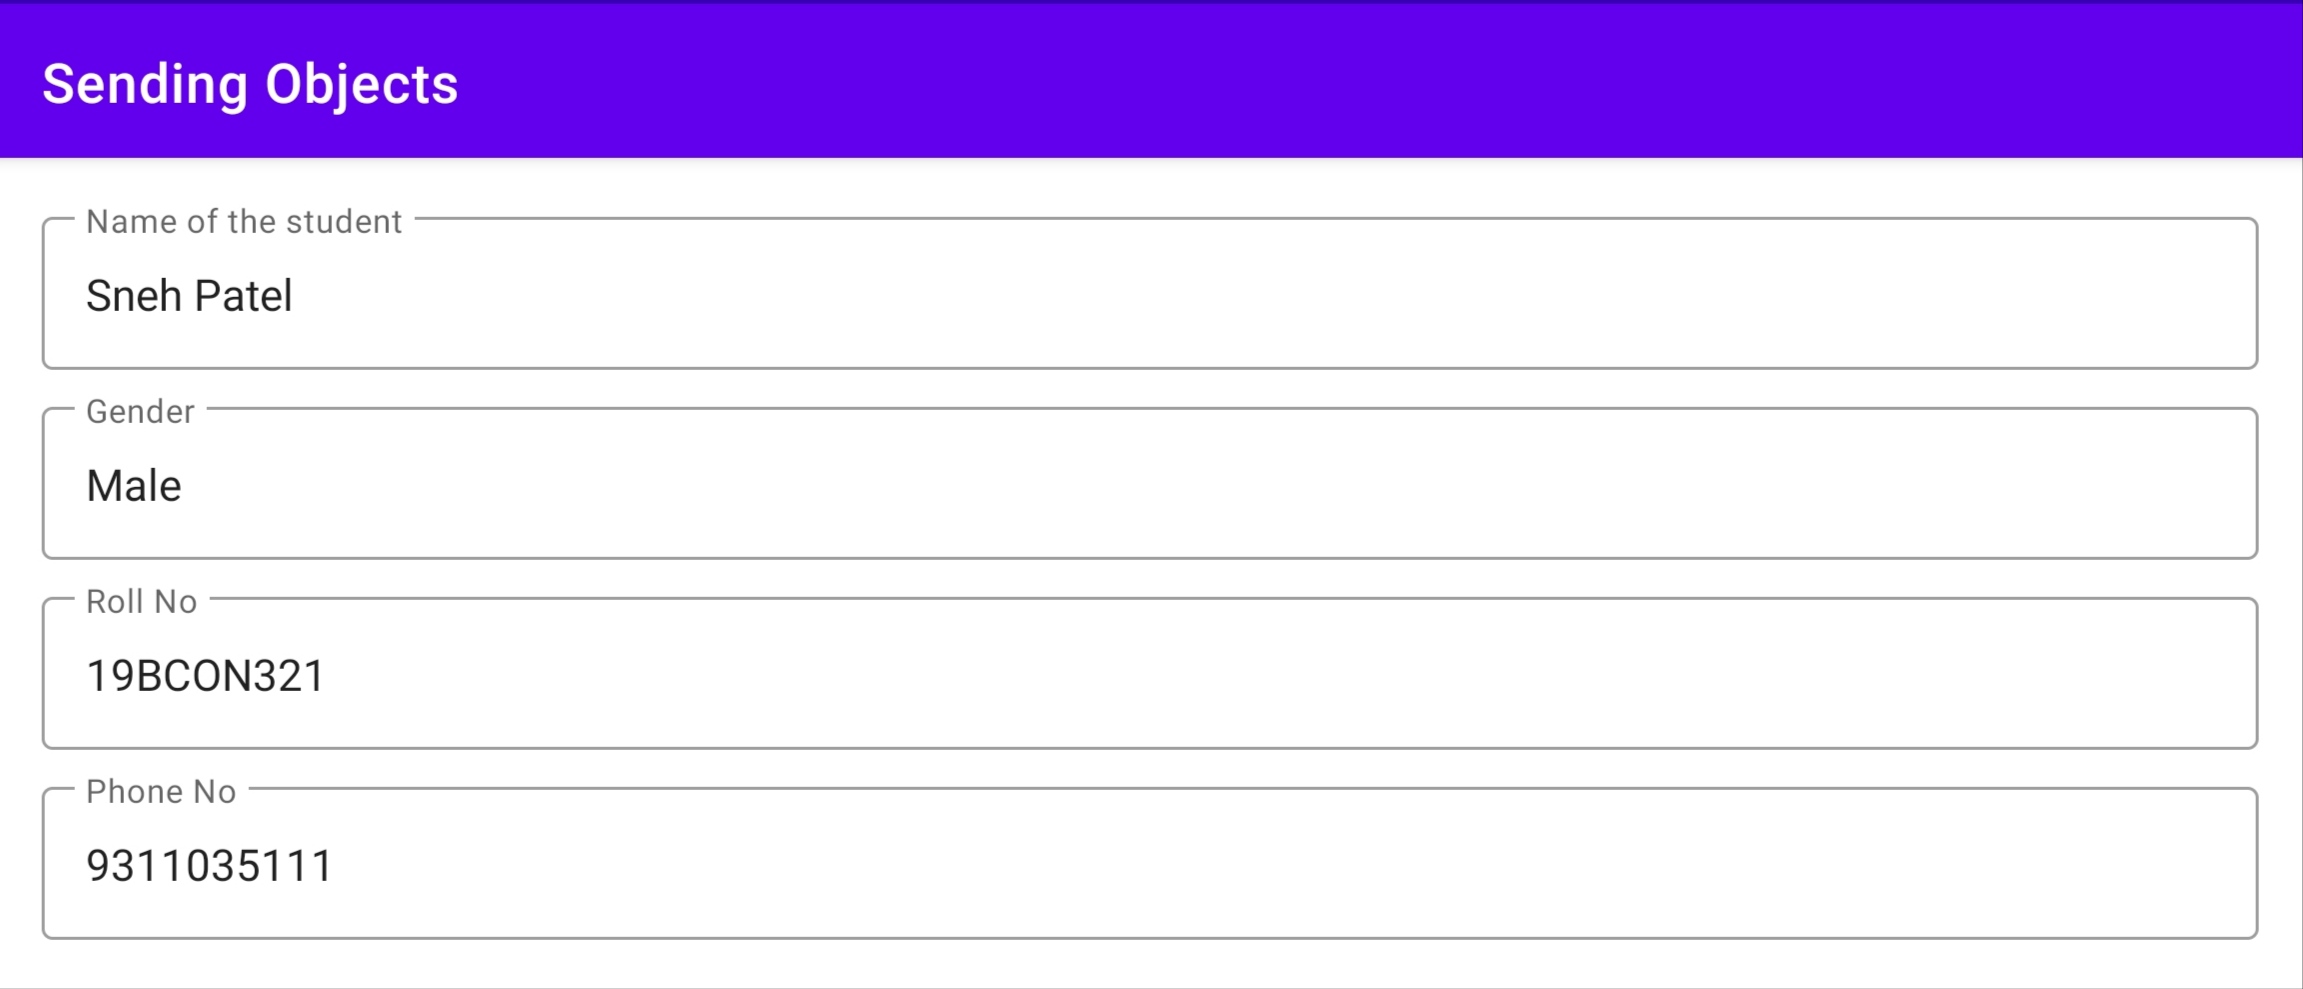 Sending Objects
Name of the student
Sneh Patel
Gender
Male
Roll No
19BCON321
Phone No
9311035111